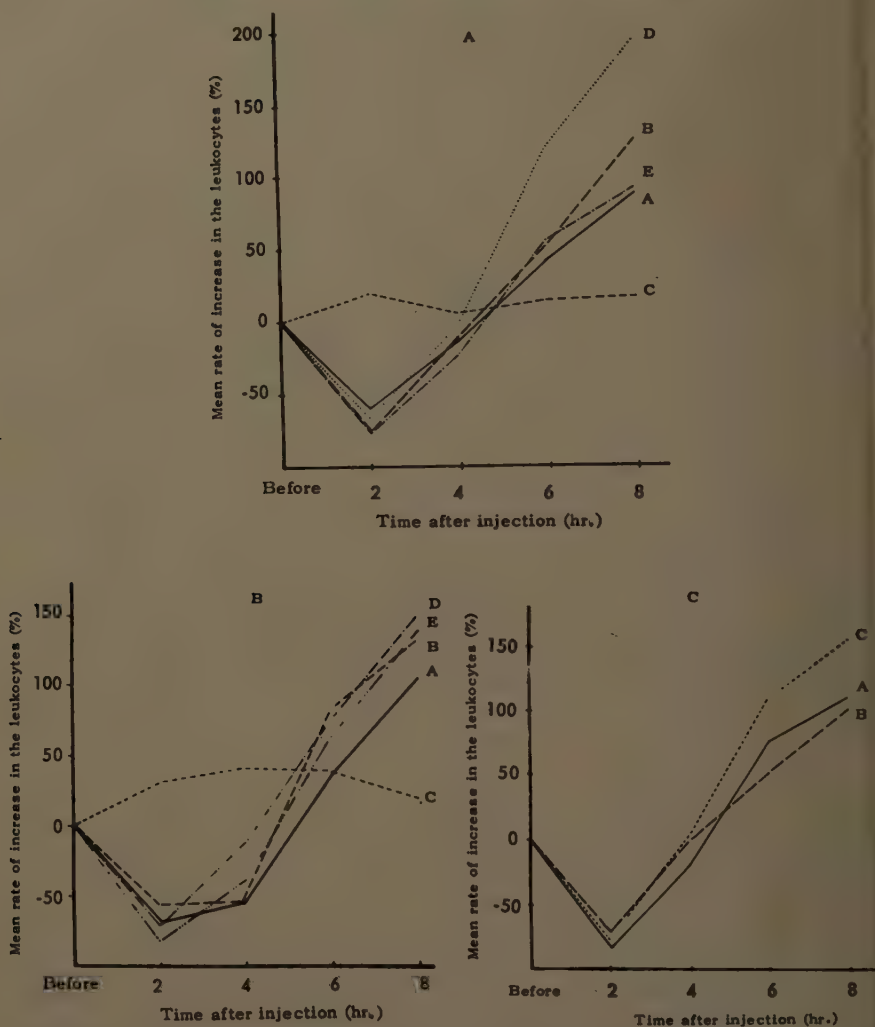 A
Mean rate of increase in the leukocytes (%)
200
150
100
50
0
-50
D
B
E
A
C
Before
2
4
6
8
Time after injection (hr.)
B
Mean rate of increase in the leukocytes (%)
150
100
50
0
-50
D
E
B
A
C
Before
2
4
6
8
Time after injection (hr.)
C
Mean rate of increase in the leukocytes (%)
150
100
50
0
-50
C
A
B
Before
2
4
6
8
Time after injection (hr.)